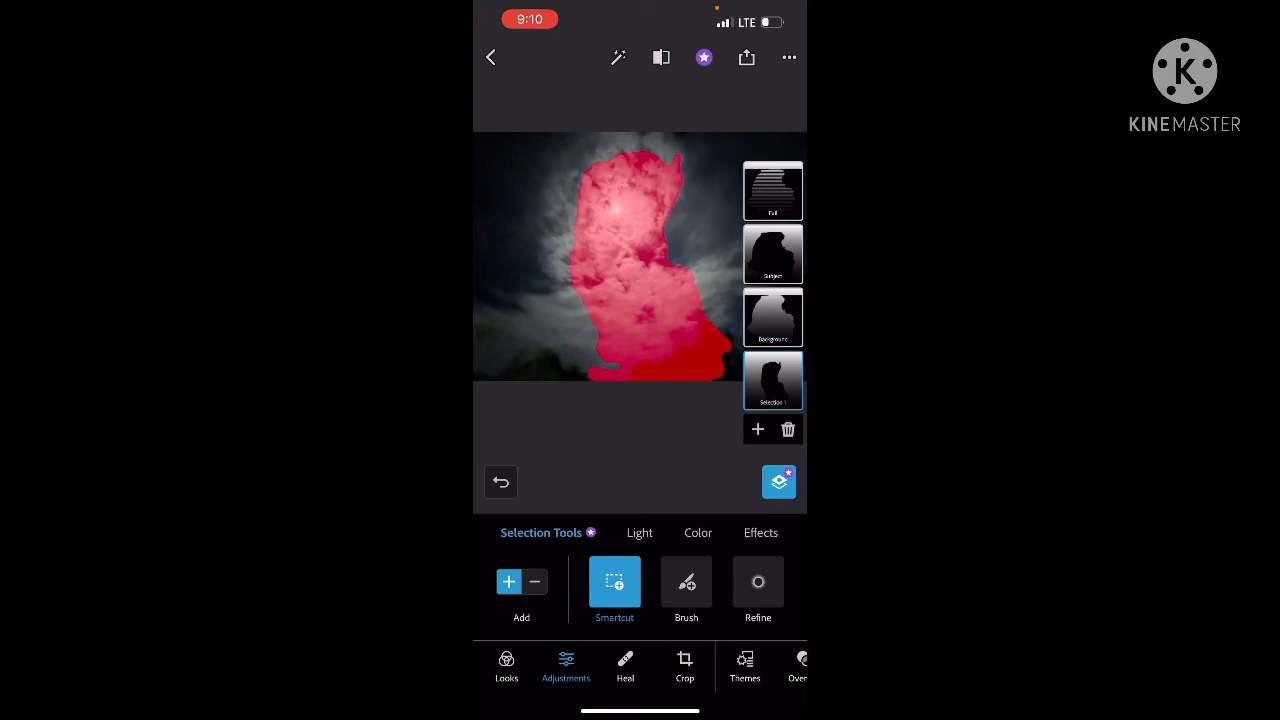 9:10
LTE
K
KINEMASTER
Full
Subject
Background
Selection 1
Selection Tools
Light
Color
Effects
Add
Smartcut
Brush
Refine
Looks
Adjustments
Heal
Crop
Themes
Over